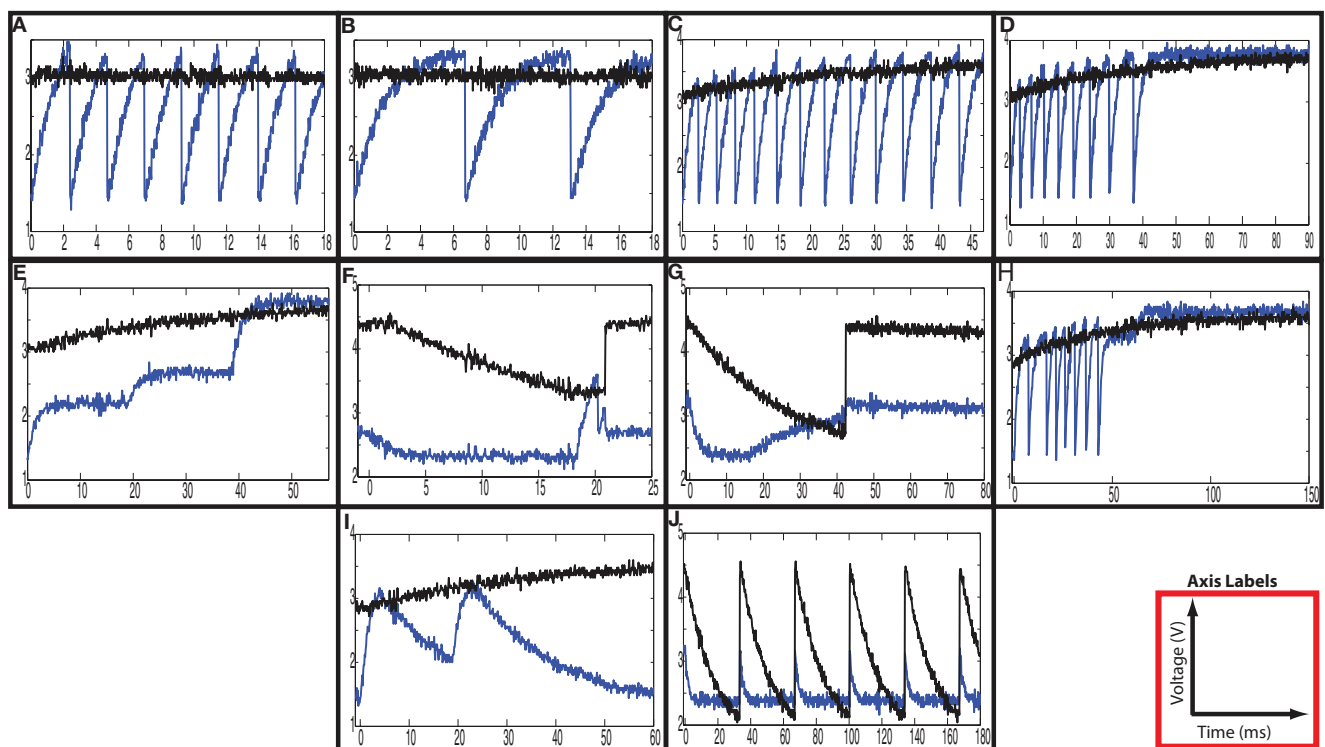 A
3
2
1
0 2 4 6 8 10 12 14 16 18
B
3
2
1
0 2 4 6 8 10 12 14 16 18
C
4
3
2
1
0 5 10 15 20 25 30 35 40 45
D
4
3
2
1
0 10 20 30 40 50 60 70 80 90
E
4
3
2
1
0 10 20 30 40 50
F
5
4
3
2
0 5 10 15 20 25
G
5
4
3
2
0 10 20 30 40 50 60 70 80
H
4
3
2
1
0 50 100 150
I
4
3
2
1
0 10 20 30 40 50 60
J
5
4
3
2
0 20 40 60 80 100 120 140 160 180
Axis Labels
Voltage (V)
Time (ms)